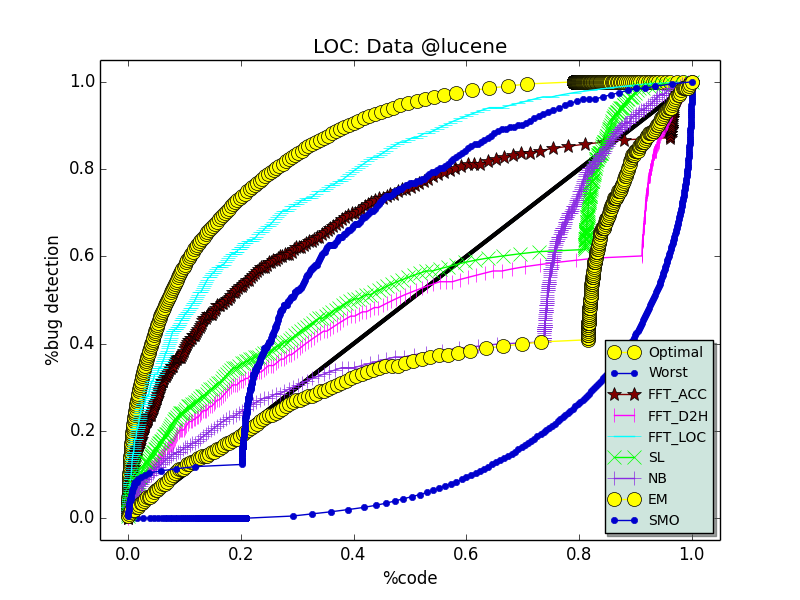 LOC: Data @lucene
%bug detection
1.0
0.8
0.6
0.4
0.2
0.0
0.0 0.2 0.4 0.6 0.8 1.0
%code
Optimal
Worst
FFT_ACC
FFT_D2H
FFT_LOC
SL
NB
EM
SMO